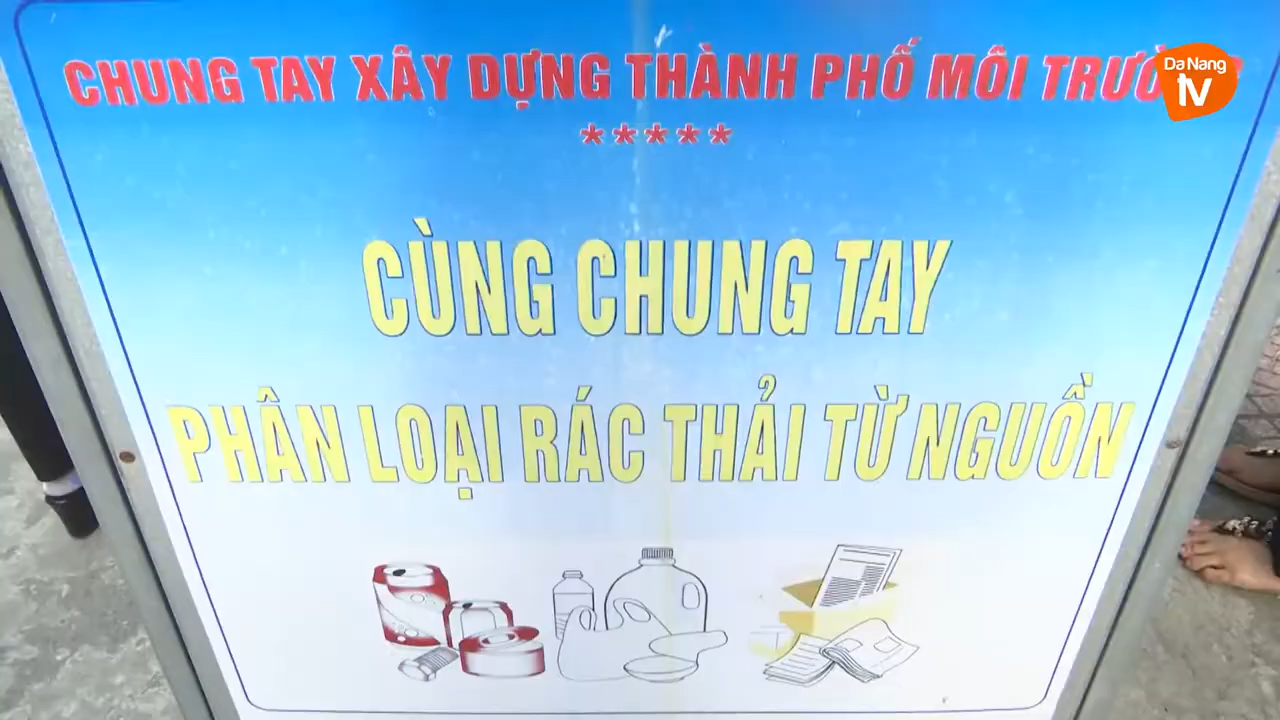 CHUNG TAY XÂY DỰNG THÀNH PHỐ MÔI
Da Nang
TV
*****
CÙNG CHUNG TAY
PHÂN LOẠI RÁC THẢI TỪ NGUỒN